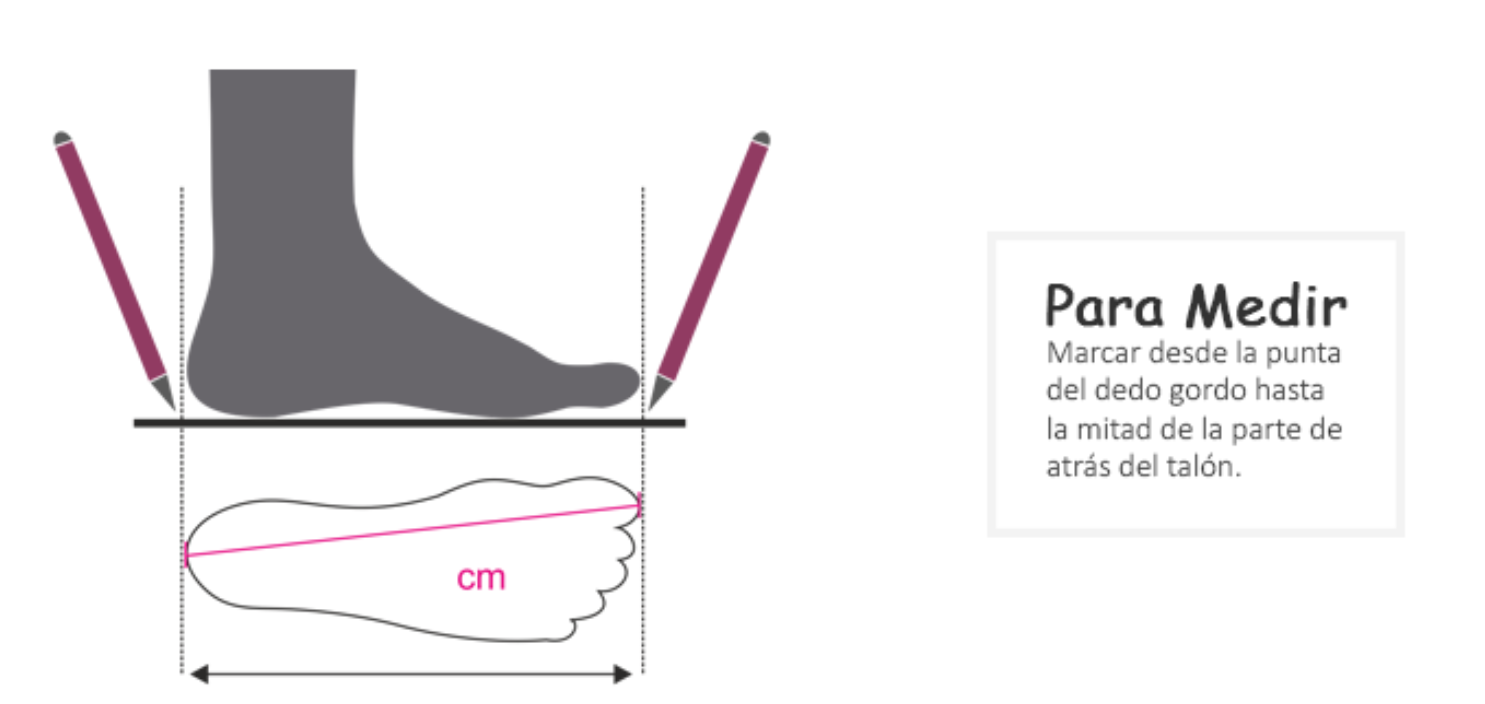 cm
Para Medir
Marcar desde la punta
del dedo gordo hasta
la mitad de la parte de
atrás del talón.